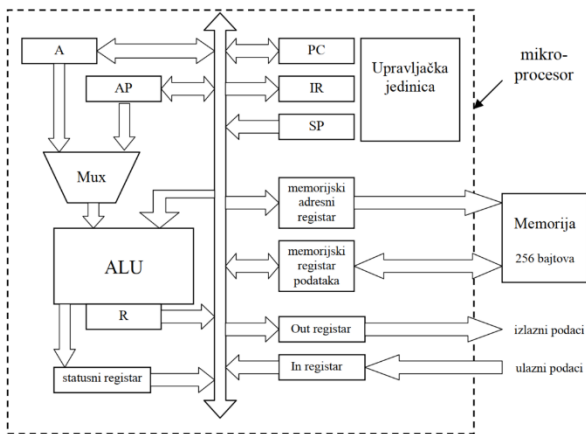 A
AP
Mux
ALU
R
statusni registar
PC
IR
SP
Upravljačka
jedinica
mikro-
procesor
memorijski
adresni
registar
memorijski
registar
podataka
Out registar
In registar
Memorija
256 bajtova
izlazni podaci
ulazni podaci